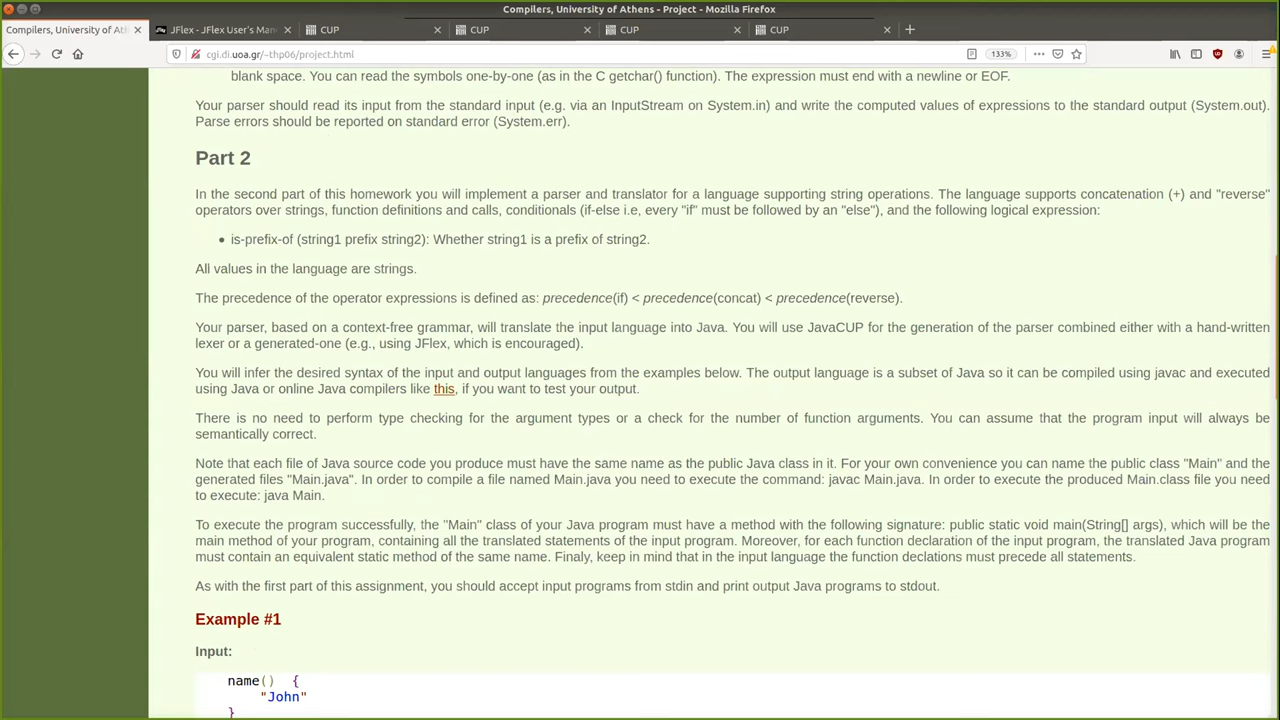 Compilers, University of Athens - Project - Mozilla Firefox
Compilers, University of Ath
JFlex - JFlex User's Man
CUP
CUP
CUP
CUP
cgi.di.uoa.gr/~thp06/project.html
133%
blank space. You can read the symbols one-by-one (as in the C getchar() function). The expression must end with a newline or EOF.
Your parser should read its input from the standard input (e.g. via an InputStream on System.in) and write the computed values of expressions to the standard output (System.out).
Parse errors should be reported on standard error (System.err).
Part 2
In the second part of this homework you will implement a parser and translator for a language supporting string operations. The language supports concatenation (+) and "reverse"
operators over strings, function definitions and calls, conditionals (if-else i.e, every "if" must be followed by an "else"), and the following logical expression:
• is-prefix-of (string1 prefix string2): Whether string1 is a prefix of string2.
All values in the language are strings.
The precedence of the operator expressions is defined as: precedence(if) < precedence(concat) < precedence(reverse).
Your parser, based on a context-free grammar, will translate the input language into Java. You will use JavaCUP for the generation of the parser combined either with a hand-written
lexer or a generated-one (e.g., using JFlex, which is encouraged).
You will infer the desired syntax of the input and output languages from the examples below. The output language is a subset of Java so it can be compiled using javac and executed
using Java or online Java compilers like this, if you want to test your output.
There is no need to perform type checking for the argument types or a check for the number of function arguments. You can assume that the program input will always be
semantically correct.
Note that each file of Java source code you produce must have the same name as the public Java class in it. For your own convenience you can name the public class "Main" and the
generated files "Main.java". In order to compile a file named Main.java you need to execute the command: javac Main.java. In order to execute the produced Main.class file you need
to execute: java Main.
To execute the program successfully, the "Main" class of your Java program must have a method with the following signature: public static void main(String[] args), which will be the
main method of your program, containing all the translated statements of the input program. Moreover, for each function declaration of the input program, the translated Java program
must contain an equivalent static method of the same name. Finaly, keep in mind that in the input language the function declations must precede all statements.
As with the first part of this assignment, you should accept input programs from stdin and print output Java programs to stdout.
Example #1
Input:
name() {
"John"
}